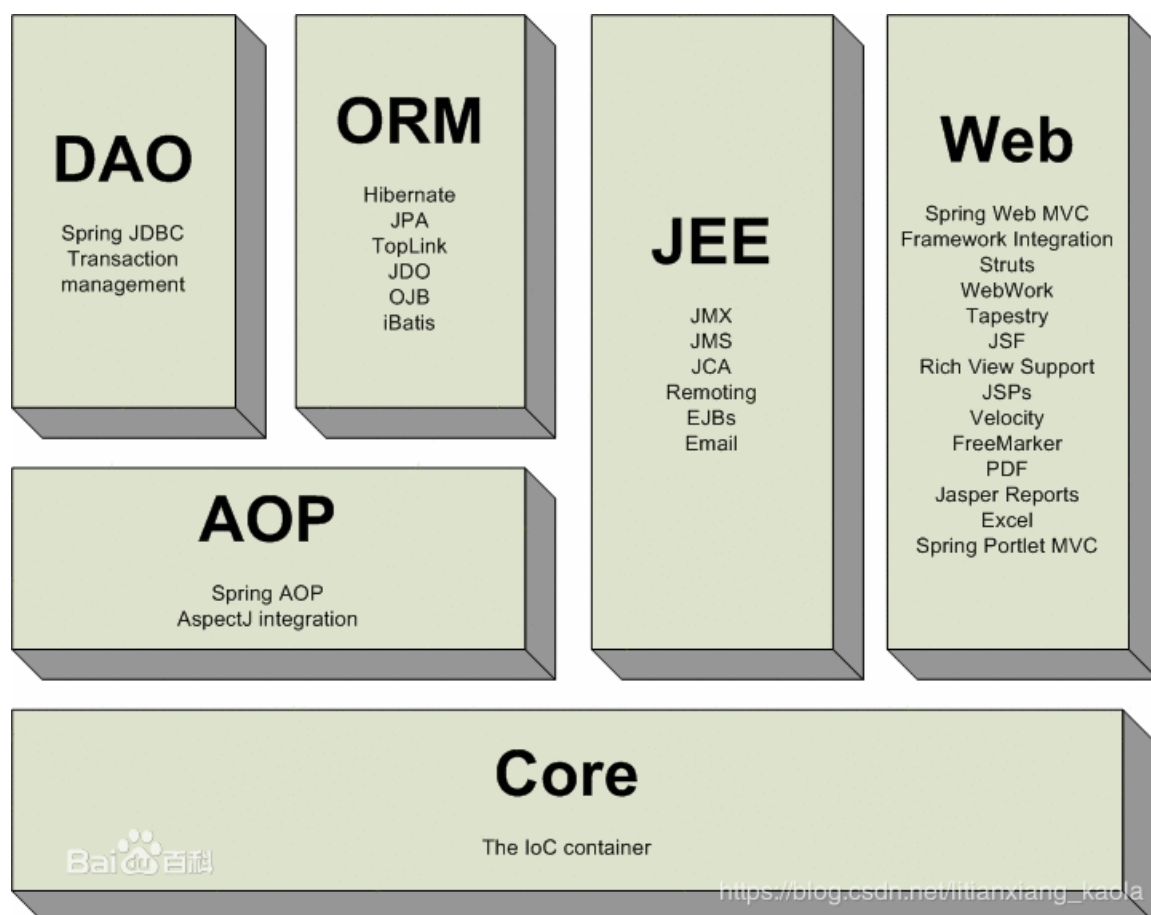 DAO
Spring JDBC
Transaction
management
ORM
Hibernate
JPA
TopLink
JDO
OJB
iBatis
JEE
JMX
JMS
JCA
Remoting
EJBs
Email
Web
Spring Web MVC
Framework Integration
Struts
WebWork
Tapestry
JSF
Rich View Support
JSPs
Velocity
FreeMarker
PDF
Jasper Reports
Excel
Spring Portlet MVC
AOP
Spring AOP
AspectJ integration
Core
The IoC container
Bai du 百科
https://blog.csdn.net/litianxiang_kaola